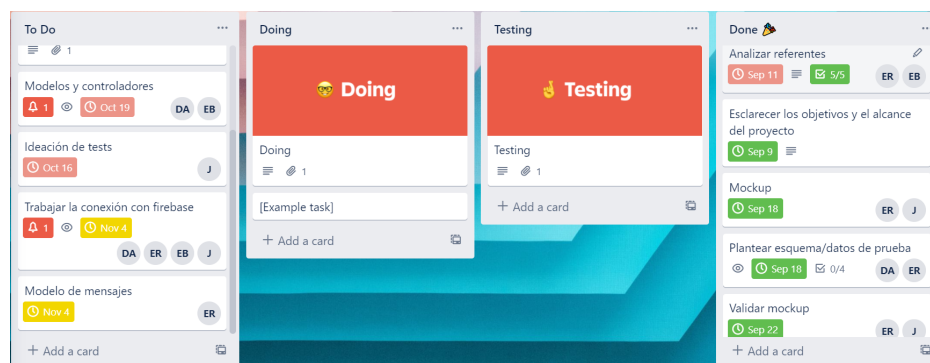 To Do
1
Modelos y controladores
1 Oct 19
DA EB
Ideación de tests
Oct 16
J
Trabajar la conexión con firebase
1 Nov 4
DA ER EB J
Modelo de mensajes
Nov 4
ER
+ Add a card
Doing
Doing
Doing
1
[Example task]
+ Add a card
Testing
Testing
Testing
1
+ Add a card
Done
Analizar referentes
Sep 11 5/5
ER EB
Esclarecer los objetivos y el alcance
del proyecto
Sep 9
Mockup
Sep 18
ER J
Plantear esquema/datos de prueba
Sep 18 0/4
DA ER
Validar mockup
Sep 22
ER J
+ Add a card